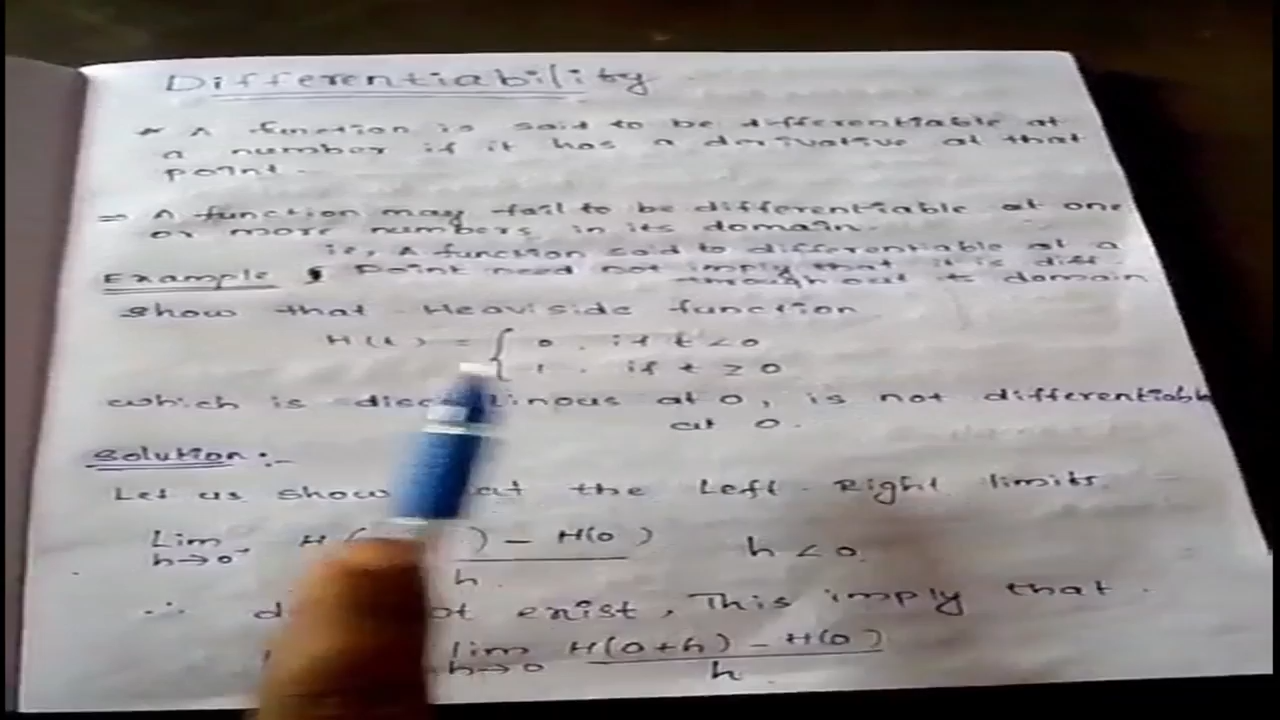 Differentiability
* A function is said to be differentiable at
a number if it has a derivative at that
point.
⇒ A function may fail to be differentiable at one
or more numbers in its domain.
ie, A function said to differentiable at a
Example Point need not imply that it is diff
throughout domain
Show that Heaviside function
H(t) = { 0 , if t < 0
1 , if t ≥ 0
which is at 0, is not differentiable
at 0.
Solution :-
Let us show the Left - Right limits.
Lim h→0⁻ H( ) - H(0) / h h < 0
∴ exist, This imply that
lim h→0 H(0+h) - H(0) / h